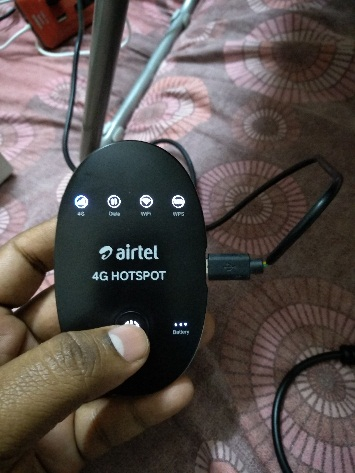 4G Data WiFi WPS
airtel
4G HOTSPOT
Battery